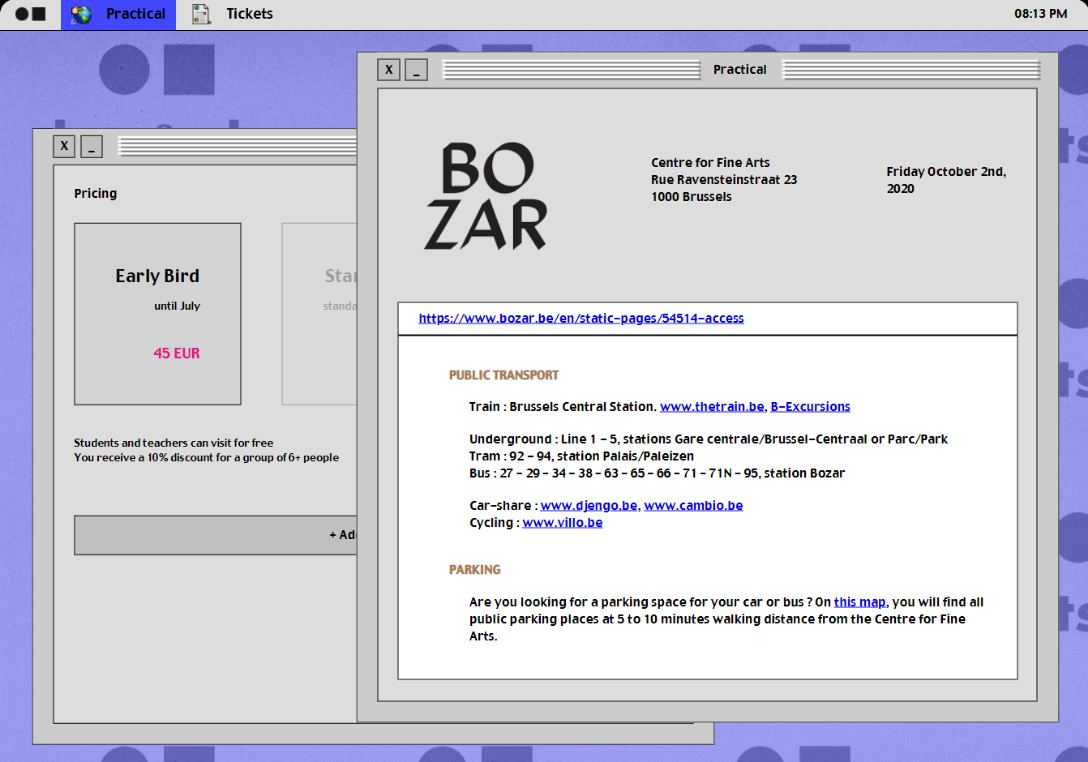 Practical
Tickets
08:13 PM
X
_
Practical
BO
ZAR
Centre for Fine Arts
Rue Ravensteinstraat 23
1000 Brussels
Friday October 2nd,
2020
https://www.bozar.be/en/static-pages/54514-access
PUBLIC TRANSPORT
Train : Brussels Central Station. www.thetrain.be, B-Excursions
Underground : Line 1 - 5, stations Gare centrale/Brussel-Centraal or Parc/Park
Tram : 92 - 94, station Palais/Paleizen
Bus : 27 - 29 - 34 - 38 - 63 - 65 - 66 - 71 - 71N - 95, station Bozar
Car-share : www.djengo.be, www.cambio.be
Cycling : www.villo.be
PARKING
Are you looking for a parking space for your car or bus ? On this map, you will find all
public parking places at 5 to 10 minutes walking distance from the Centre for Fine
Arts.
X
_
Pricing
Early Bird
until July
45 EUR
Students and teachers can visit for free
You receive a 10% discount for a group of 6+ people